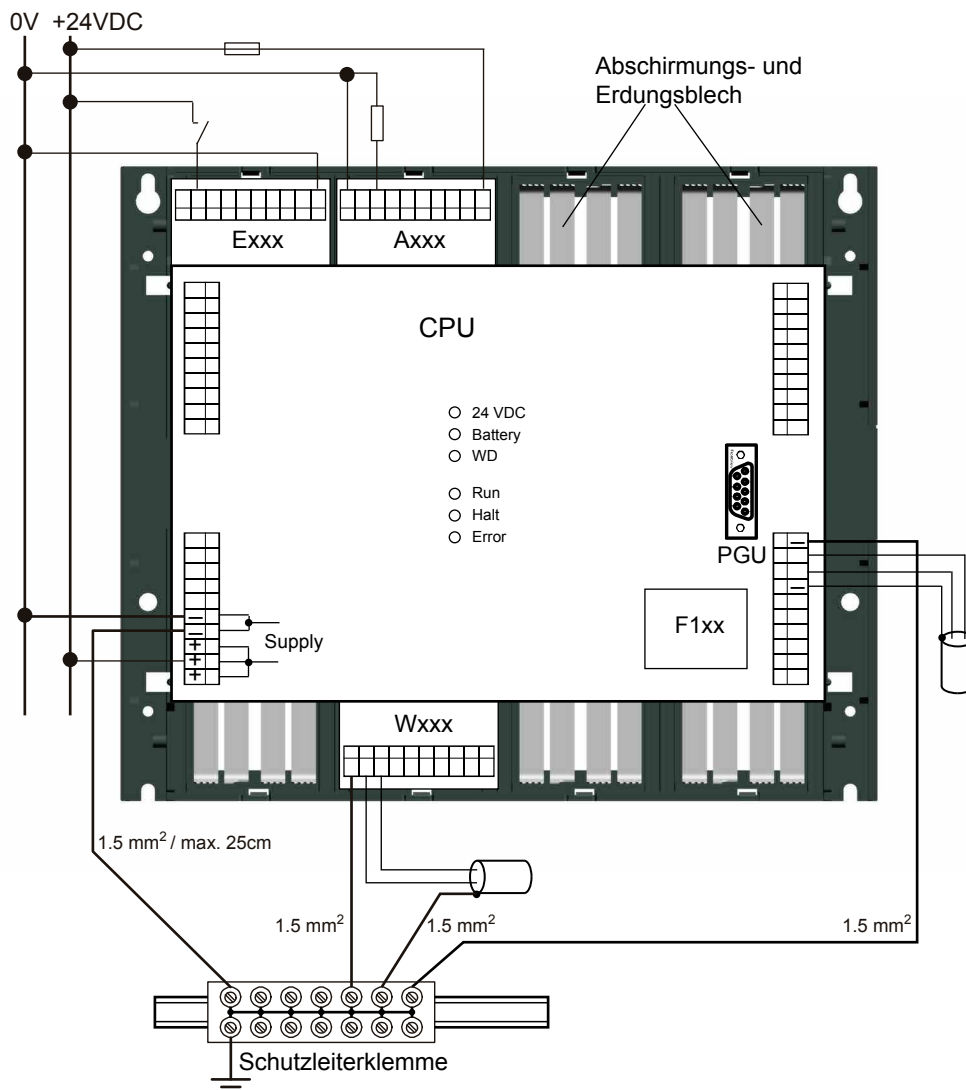 0V +24VDC
Abschirmungs- und
Erdungsblech
Exxx
Axxx
CPU
24 VDC
Battery
WD
Run
Halt
Error
PGU
F1xx
Supply
Wxxx
1.5 mm² / max. 25cm
1.5 mm²
1.5 mm²
1.5 mm²
Schutzleiterklemme